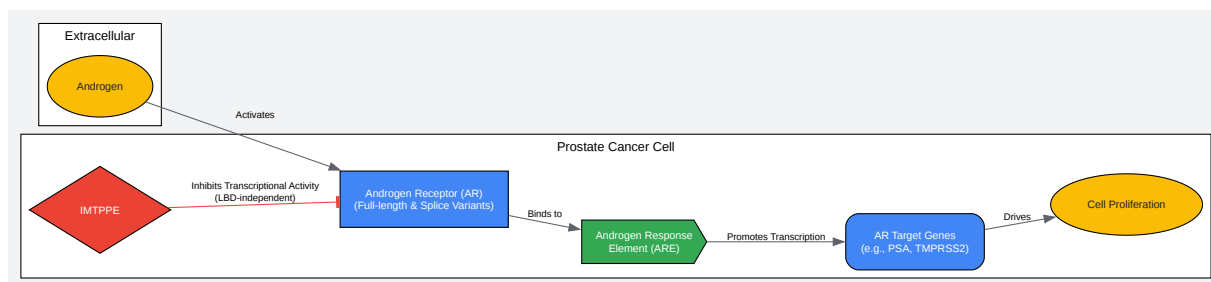 Extracellular
Androgen
Activates
Prostate Cancer Cell
IMTPPE
Inhibits Transcriptional Activity
(LBD-independent)
Androgen Receptor (AR)
(Full-length & Splice Variants)
Binds to
Androgen Response
Element (ARE)
Promotes Transcription
AR Target Genes
(e.g., PSA, TMPRSS2)
Drives
Cell Proliferation